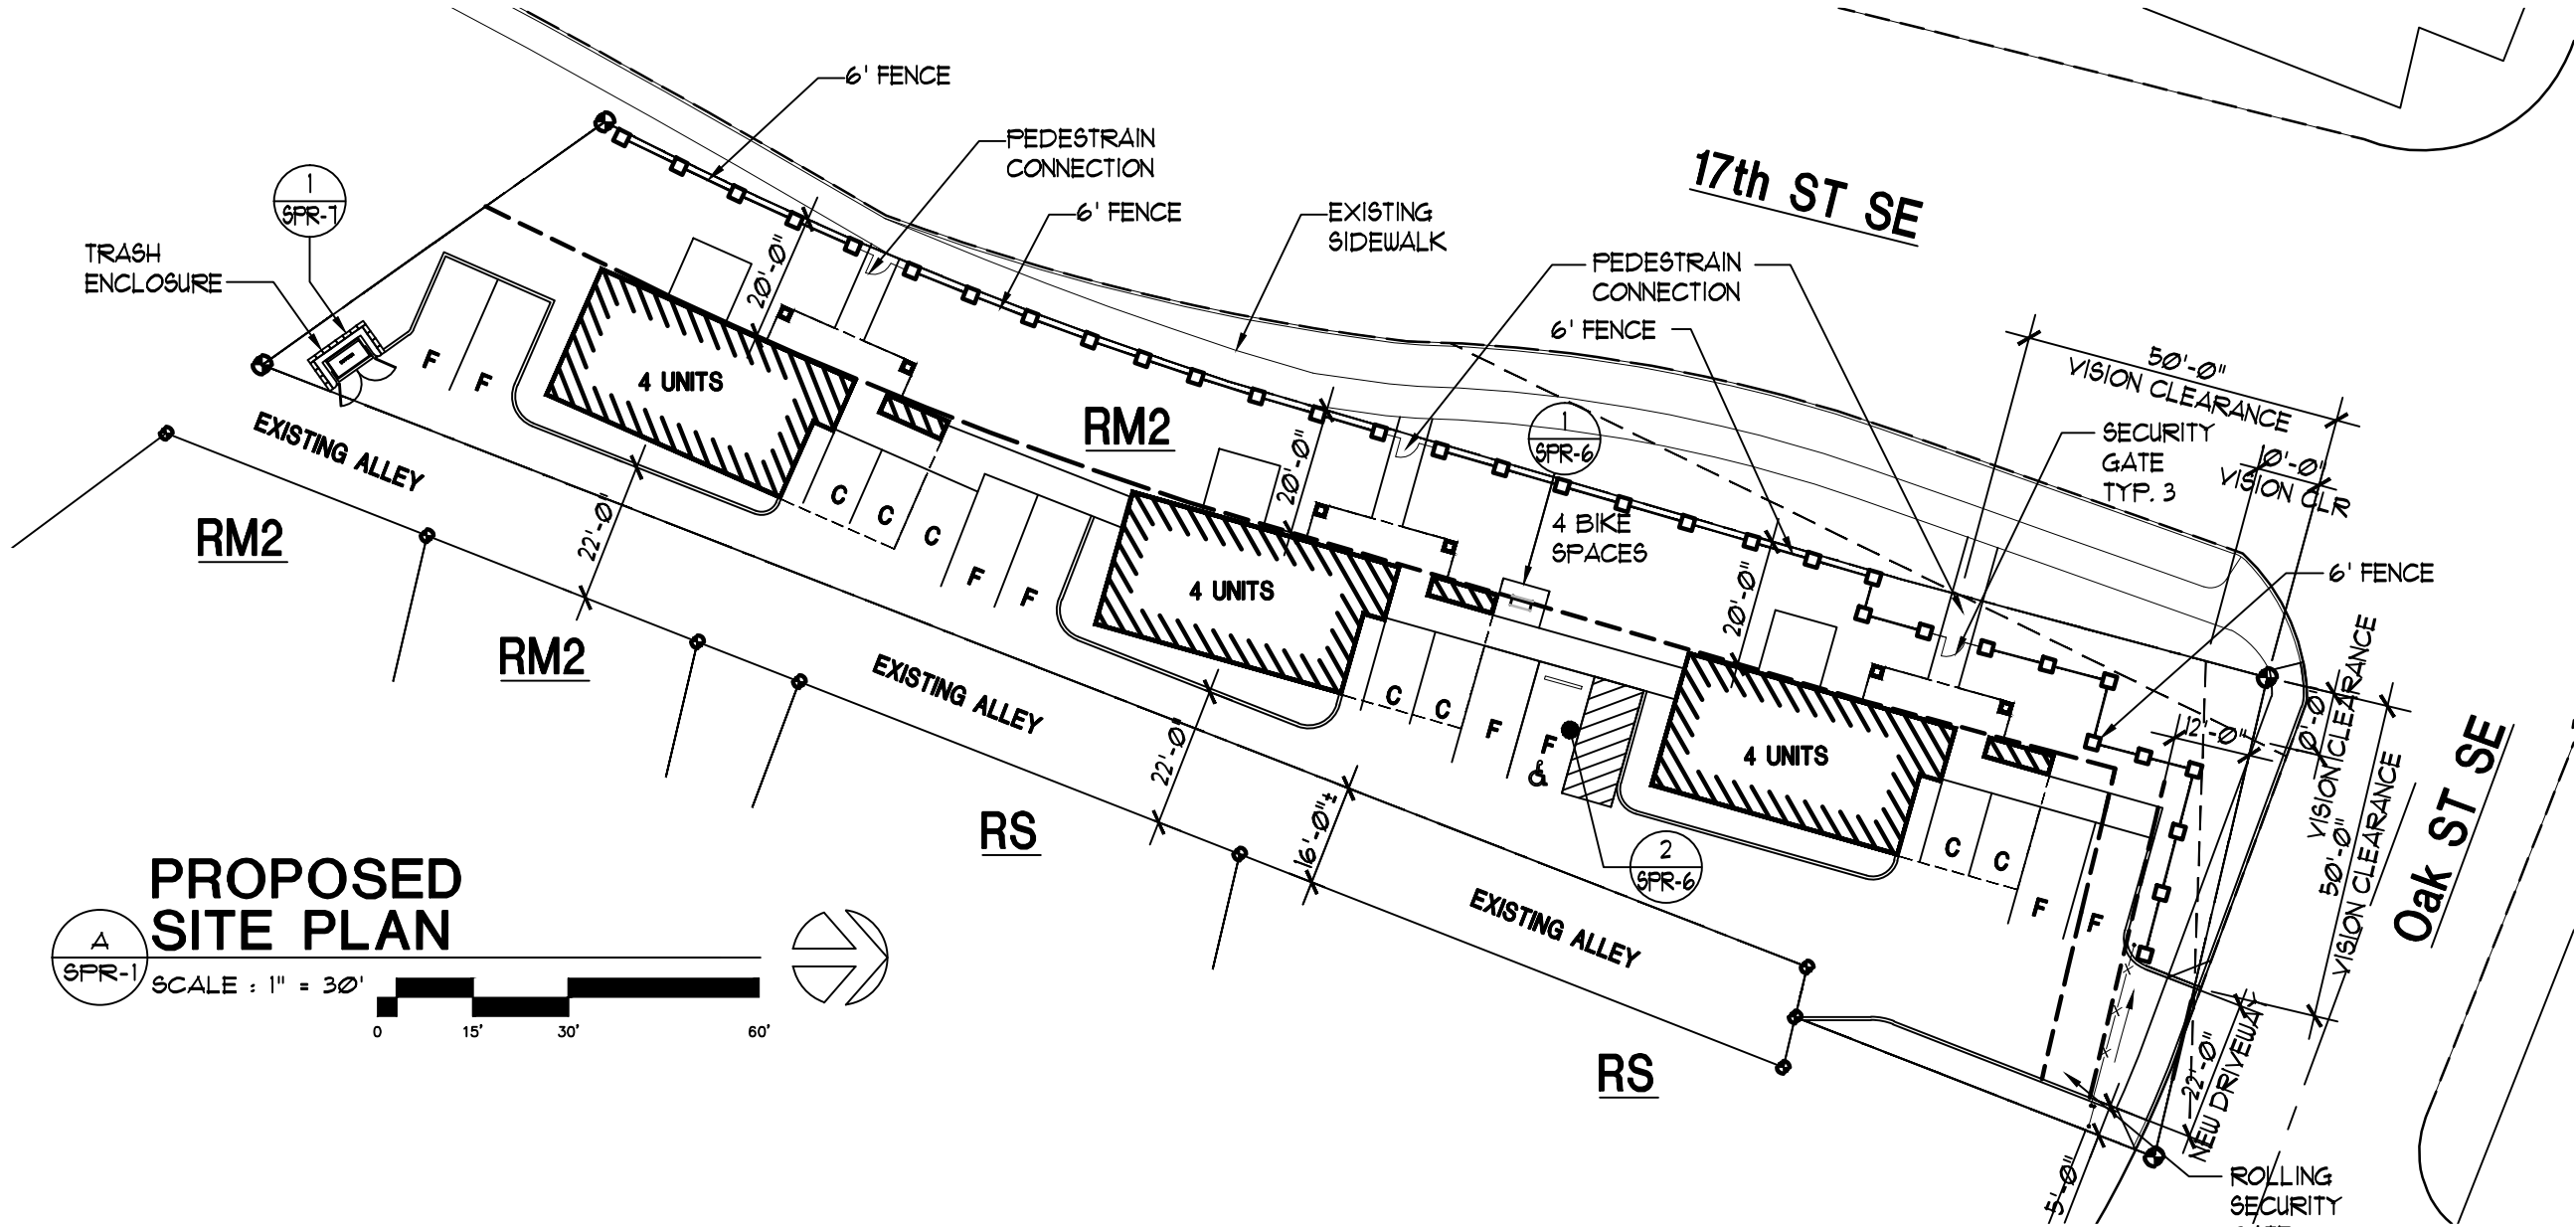 6' FENCE
PEDESTRAIN
CONNECTION
1
SPR-7
6' FENCE
EXISTING
SIDEWALK
17th ST SE
TRASH
ENCLOSURE
20'-0"
PEDESTRAIN
CONNECTION
6' FENCE
50'-0"
VISION CLEARANCE
F
F
4 UNITS
RM2
1
SPR-6
SECURITY
GATE
TYP. 3
VISION CLR
EXISTING ALLEY
20'-0"
4 BIKE
SPACES
6' FENCE
RM2
22'-0"
C
C
C
F
F
4 UNITS
20'-0"
RM2
EXISTING ALLEY
22'-0"
C
C
F
F
4 UNITS
12'-0"
VISION CLEARANCE
50'-0"
VISION CLEARANCE
Oak ST SE
RS
16'-0"±
2
SPR-6
C
C
F
F
EXISTING ALLEY
PROPOSED
SITE PLAN
A
SPR-1
SCALE : 1" = 30'
0
15'
30'
60'
RS
22'-0"
NEW DRIVEWAY
5'-0"
ROLLING
SECURITY